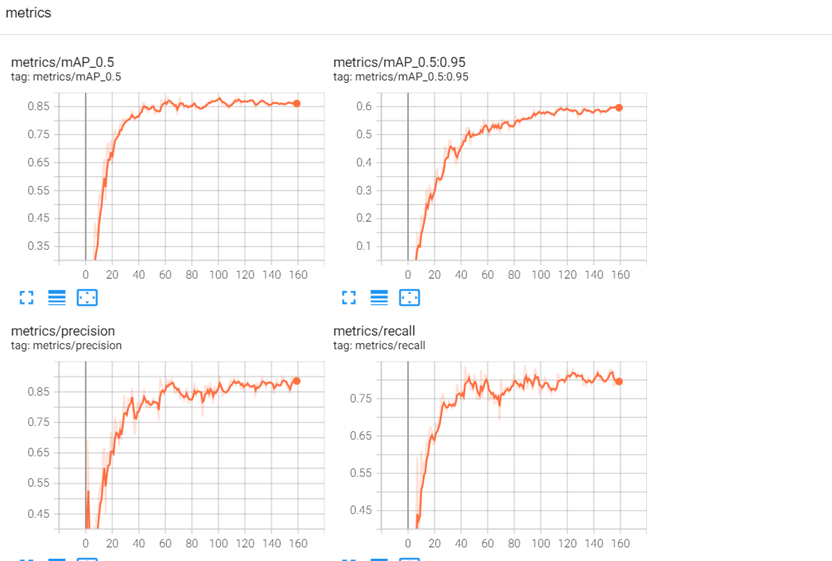 metrics
metrics/mAP_0.5
tag: metrics/mAP_0.5
0.85
0.75
0.65
0.55
0.45
0.35
0 20 40 60 80 100 120 140 160
metrics/mAP_0.5:0.95
tag: metrics/mAP_0.5:0.95
0.6
0.5
0.4
0.3
0.2
0.1
0 20 40 60 80 100 120 140 160
metrics/precision
tag: metrics/precision
0.85
0.75
0.65
0.55
0.45
0 20 40 60 80 100 120 140 160
metrics/recall
tag: metrics/recall
0.75
0.65
0.55
0.45
0 20 40 60 80 100 120 140 160